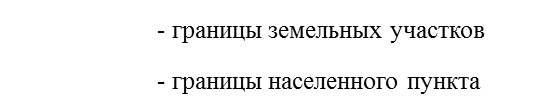 - границы земельных участков
- границы населенного пункта